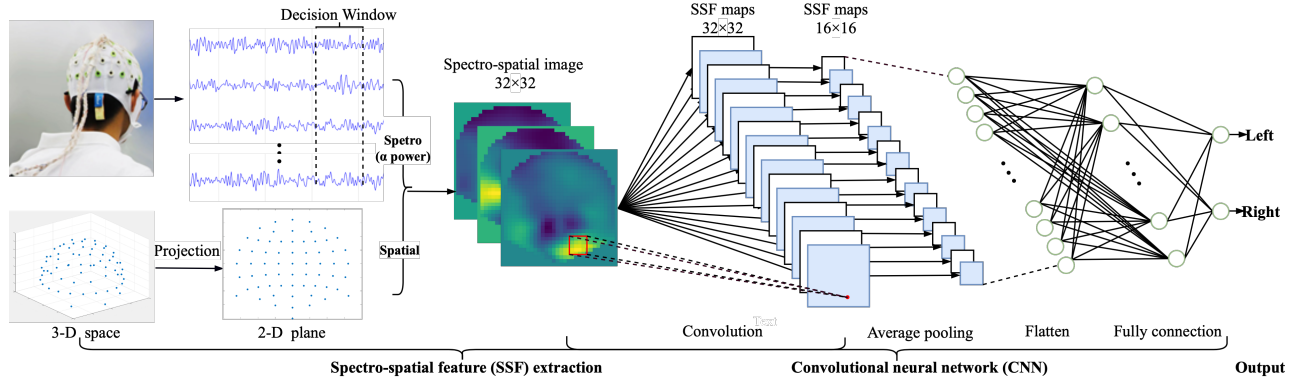 Decision Window
SSF maps
32×32
SSF maps
16×16
Spectro-spatial image
32×32
Spetro
(α power)
Left
Projection
Spatial
Right
3-D space
2-D plane
Text
Convolution
Average pooling
Flatten
Fully connection
Spectro-spatial feature (SSF) extraction
Convolutional neural network (CNN)
Output